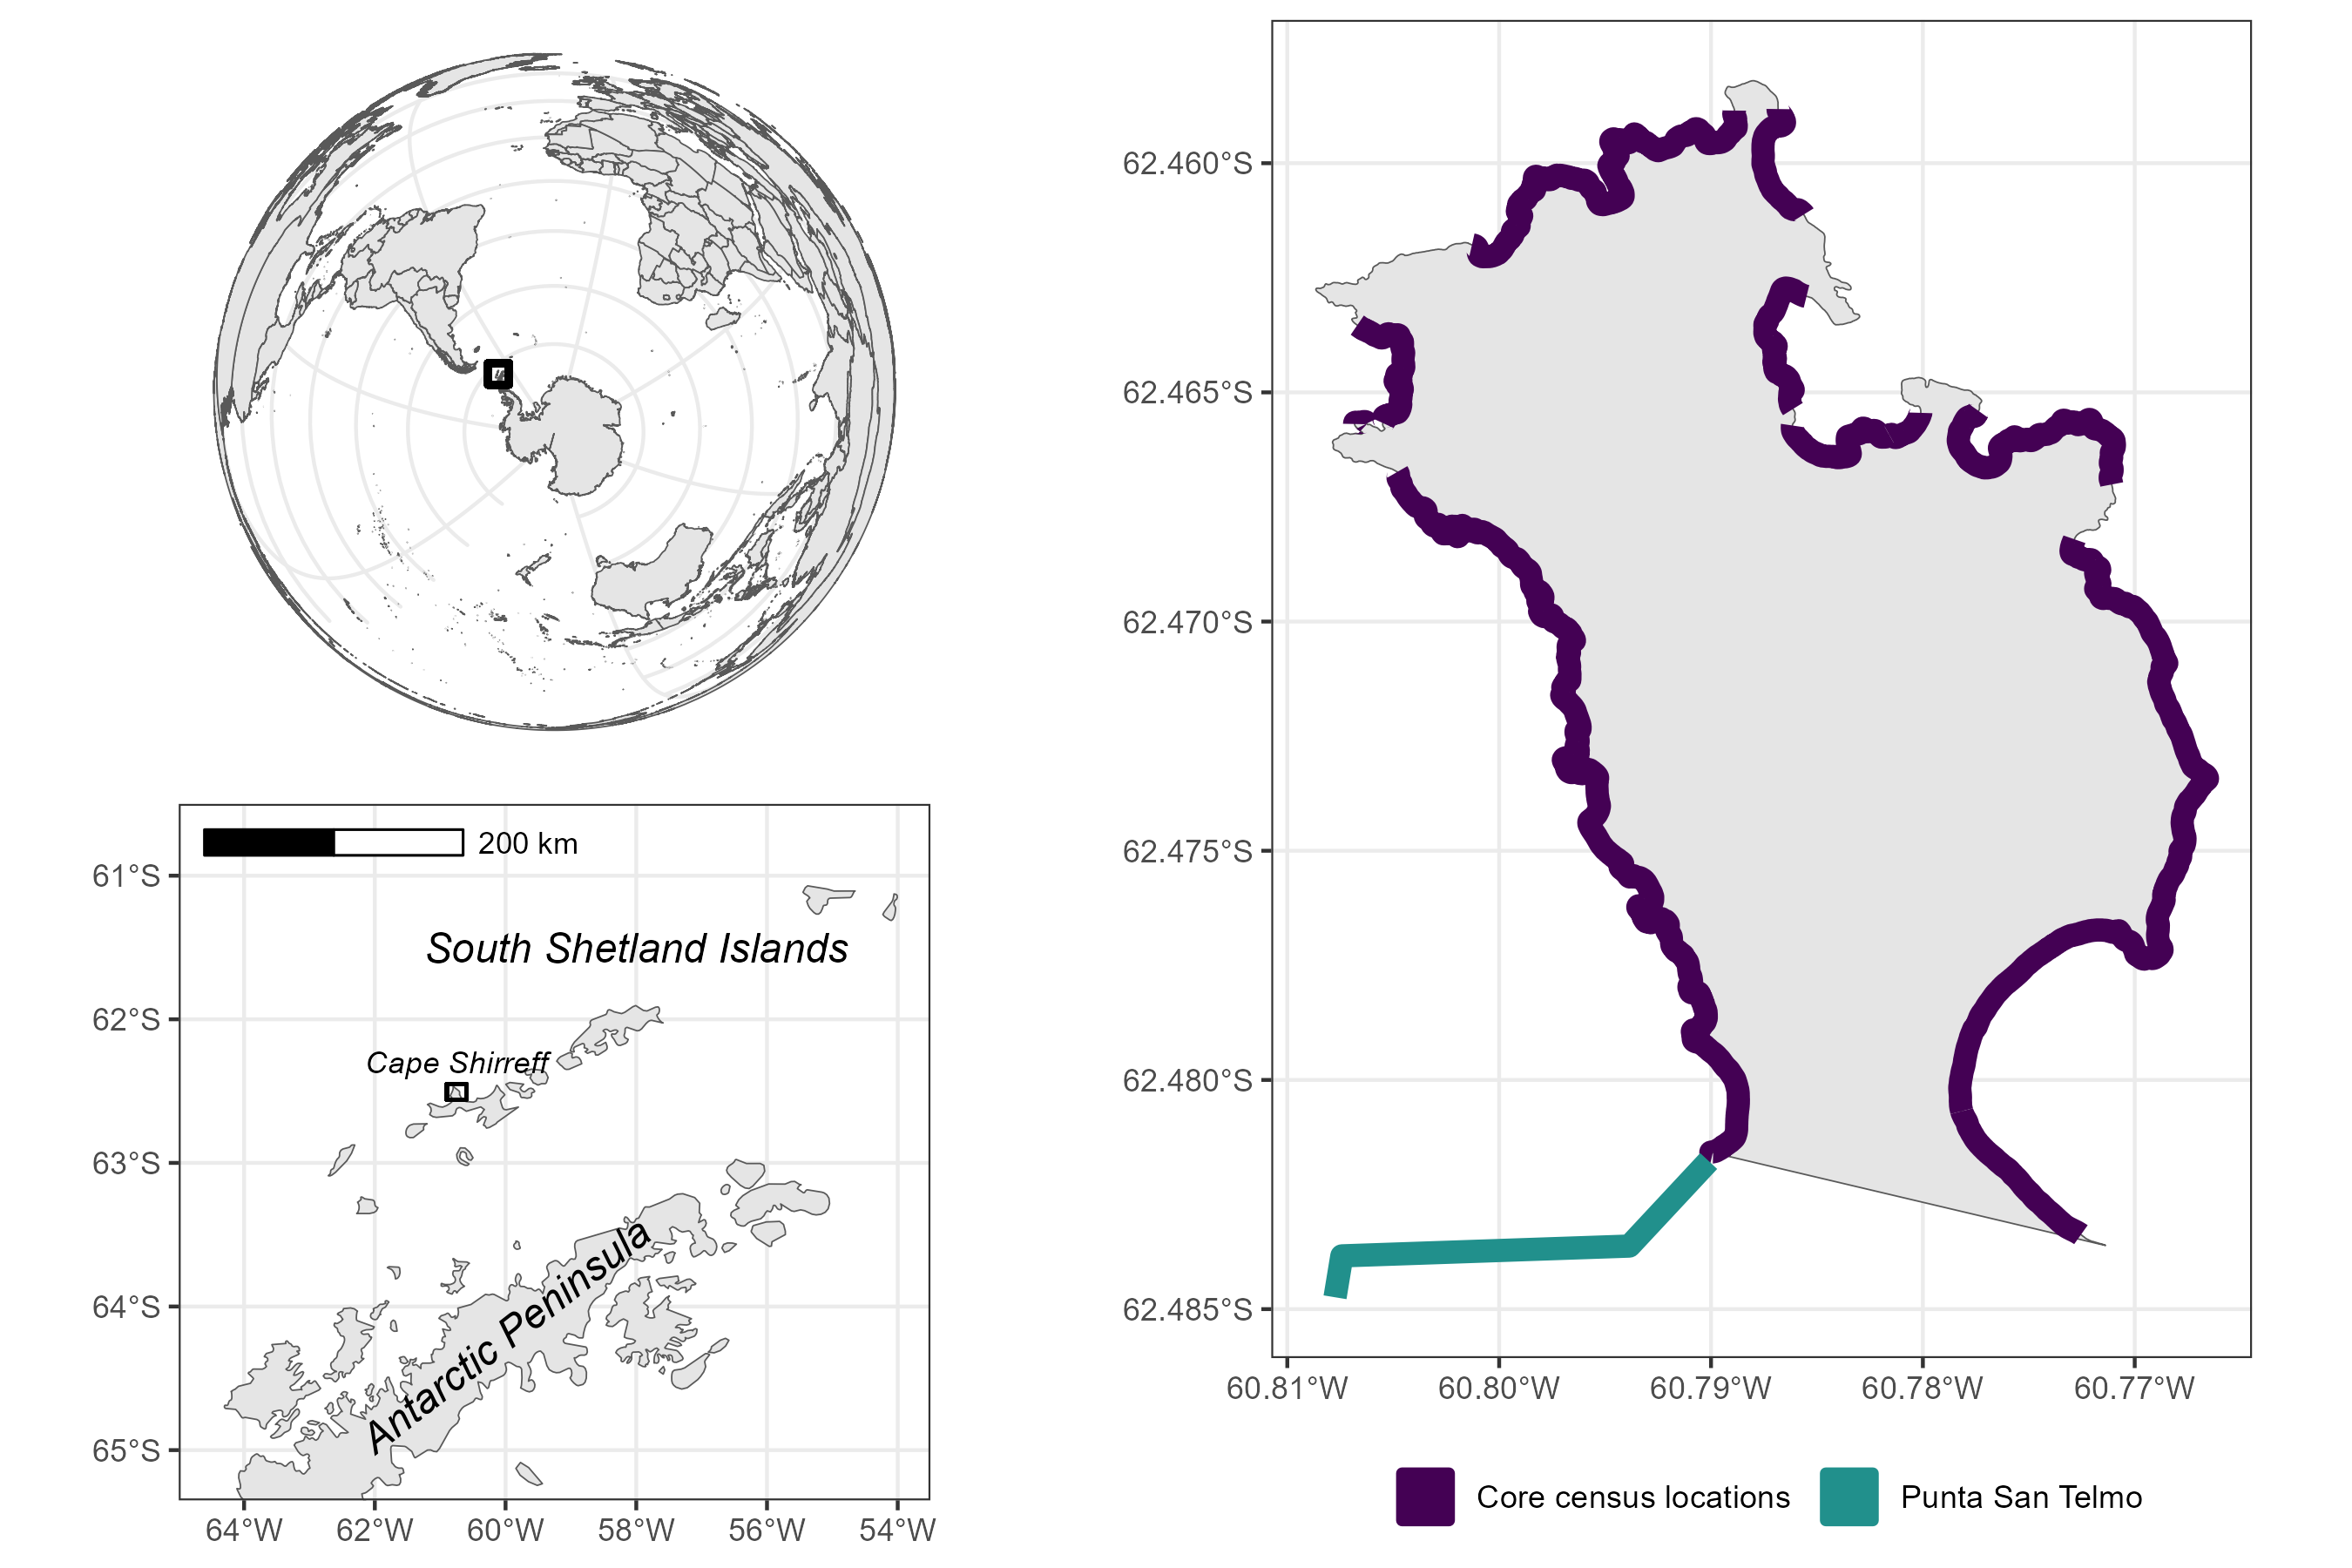 200 km
61°S
South Shetland Islands
62°S
Cape Shirreff
63°S
Antarctic Peninsula
64°S
65°S
64°W 62°W 60°W 58°W 56°W 54°W
62.460°S
62.465°S
62.470°S
62.475°S
62.480°S
62.485°S
60.81°W 60.80°W 60.79°W 60.78°W 60.77°W
Core census locations Punta San Telmo